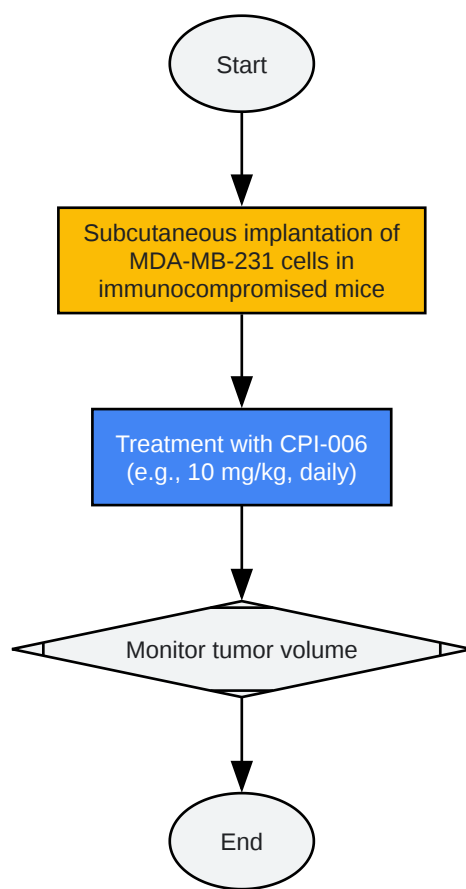 Start
Subcutaneous implantation of
MDA-MB-231 cells in
immunocompromised mice
Treatment with CPI-006
(e.g., 10 mg/kg, daily)
Monitor tumor volume
End